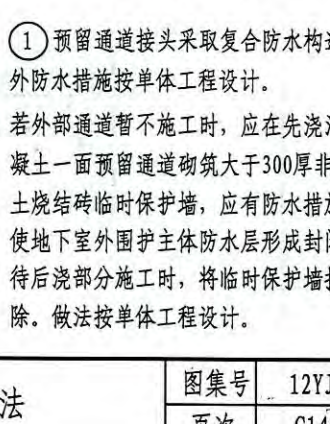 ① 预留通道接头采取复合防水构造
外防水措施按单体工程设计。
若外部通道暂不施工时，应在先浇
凝土一面预留通道砌筑大于300厚非
土烧结砖临时保护墙，应有防水措施
使地下室外围护主体防水层形成封闭
待后浇部分施工时，将临时保护墙
除。做法按单体工程设计。
法
图集号 12YJ
页次